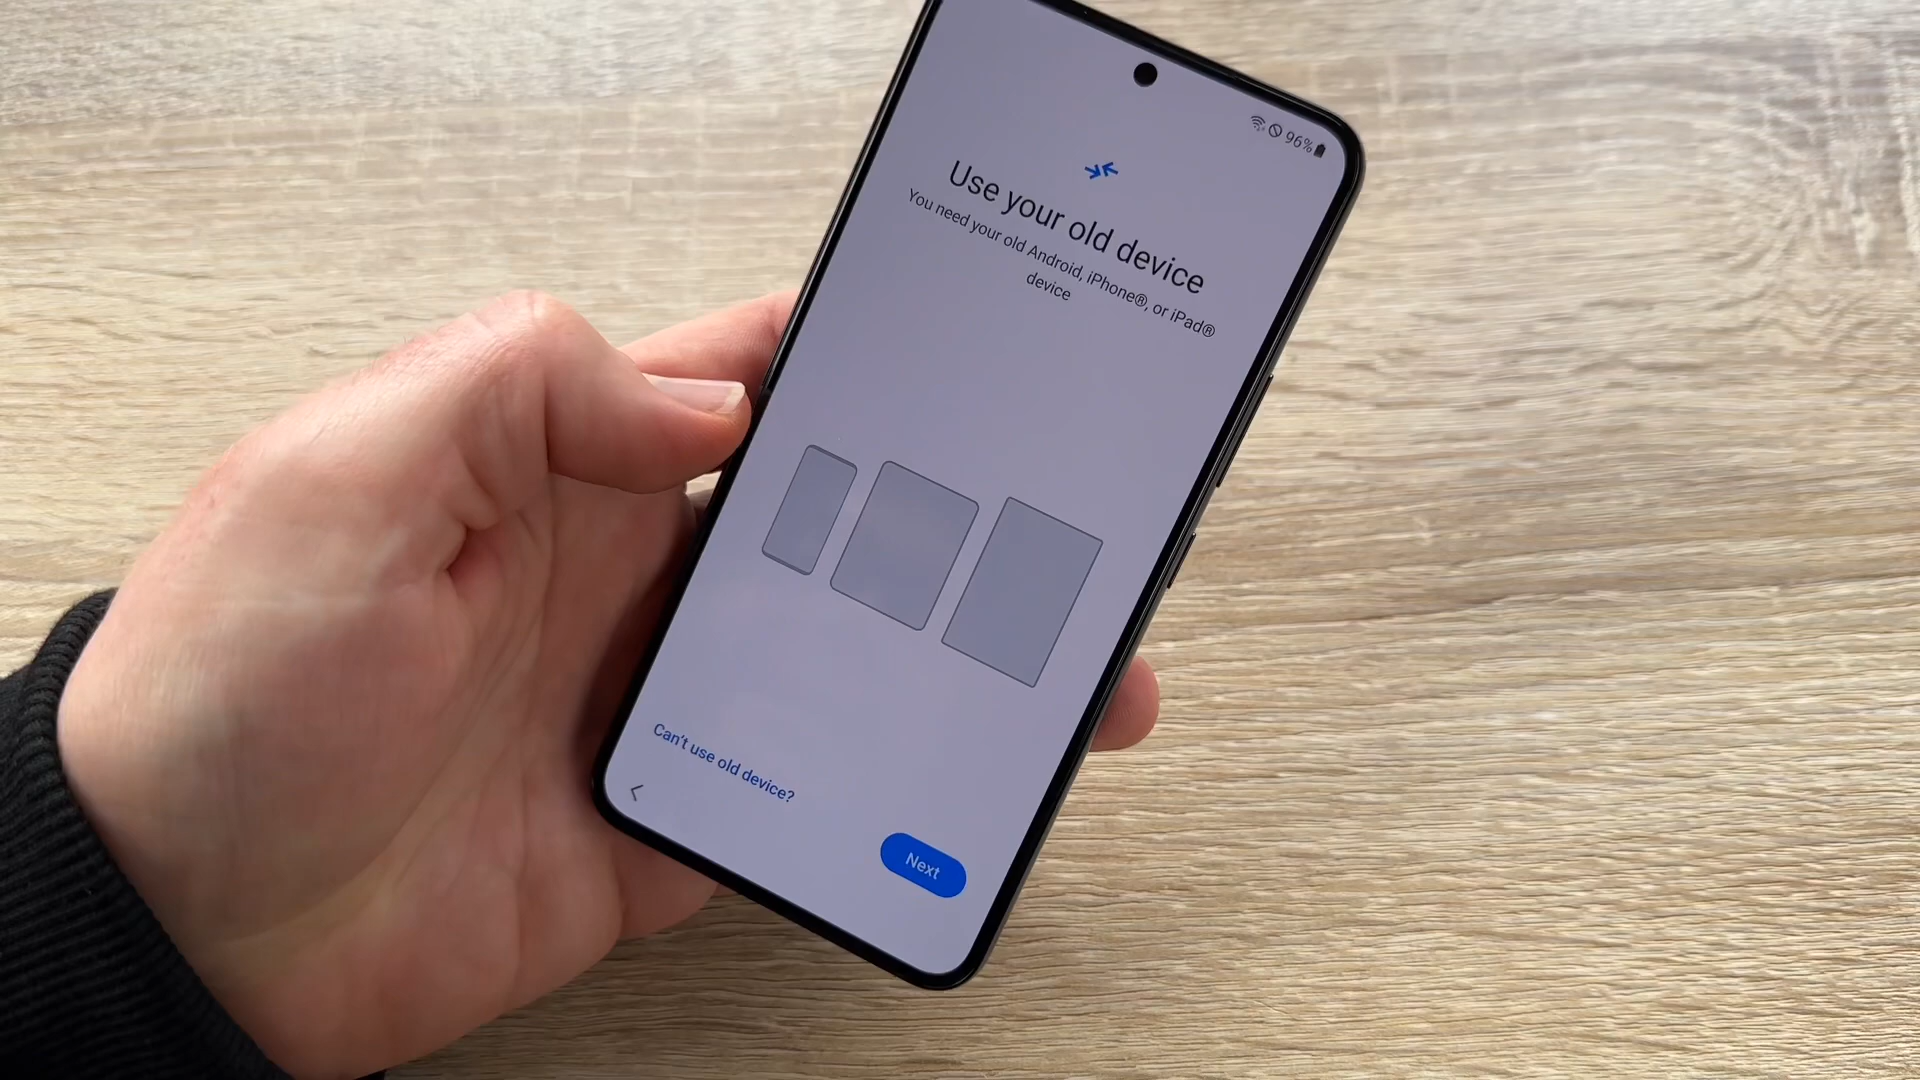 96%
Use your old device
You need your old Android, iPhone®, or iPad®
device
Can't use old device?
Next